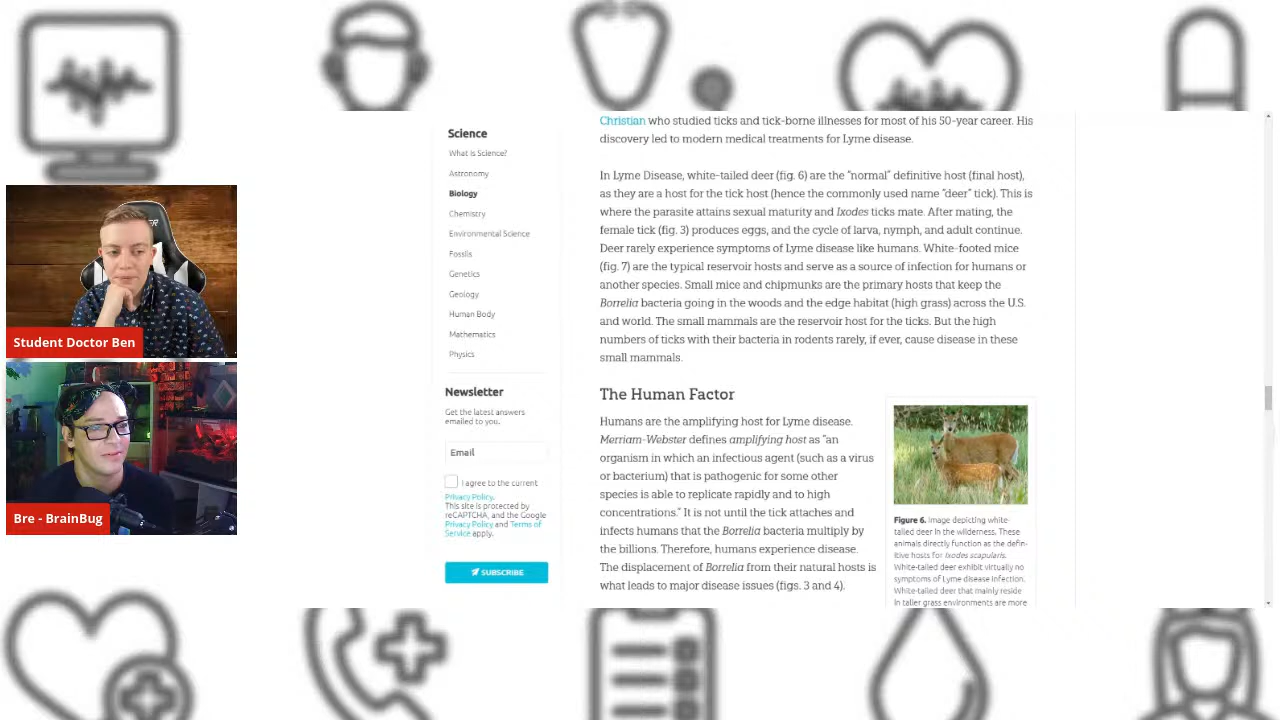 Science
What Is Science?
Astronomy
Biology
Chemistry
Environmental Science
Fossils
Genetics
Geology
Human Body
Mathematics
Physics
Newsletter
Get the latest answers
emailed to you.
Email
I agree to the current
Privacy Policy.
This site is protected by
reCAPTCHA, and the Google
Privacy Policy and Terms of
Service apply.
SUBSCRIBE
Christian who studied ticks and tick-borne illnesses for most of his 50-year career. His
discovery led to modern medical treatments for Lyme disease.
In Lyme Disease, white-tailed deer (fig. 6) are the “normal” definitive host (final host),
as they are a host for the tick host (hence the commonly used name “deer” tick). This is
where the parasite attains sexual maturity and Ixodes ticks mate. After mating, the
female tick (fig. 3) produces eggs, and the cycle of larva, nymph, and adult continue.
Deer rarely experience symptoms of Lyme disease like humans. White-footed mice
(fig. 7) are the typical reservoir hosts and serve as a source of infection for humans or
another species. Small mice and chipmunks are the primary hosts that keep the
Borrelia bacteria going in the woods and the edge habitat (high grass) across the U.S.
and world. The small mammals are the reservoir host for the ticks. But the high
numbers of ticks with their bacteria in rodents rarely, if ever, cause disease in these
small mammals.
The Human Factor
Humans are the amplifying host for Lyme disease.
Merriam-Webster defines amplifying host as “an
organism in which an infectious agent (such as a virus
or bacterium) that is pathogenic for some other
species is able to replicate rapidly and to high
concentrations.” It is not until the tick attaches and
infects humans that the Borrelia bacteria multiply by
the billions. Therefore, humans experience disease.
The displacement of Borrelia from their natural hosts is
what leads to major disease issues (figs. 3 and 4).
Figure 6. Image depicting white-
tailed deer in the wilderness. These
animals directly function as the defin-
itive hosts for Ixodes scapularis.
White-tailed deer exhibit virtually no
symptoms of Lyme disease infection.
White-tailed deer that mainly reside
in taller grass environments are more
Student Doctor Ben
Bre - BrainBug